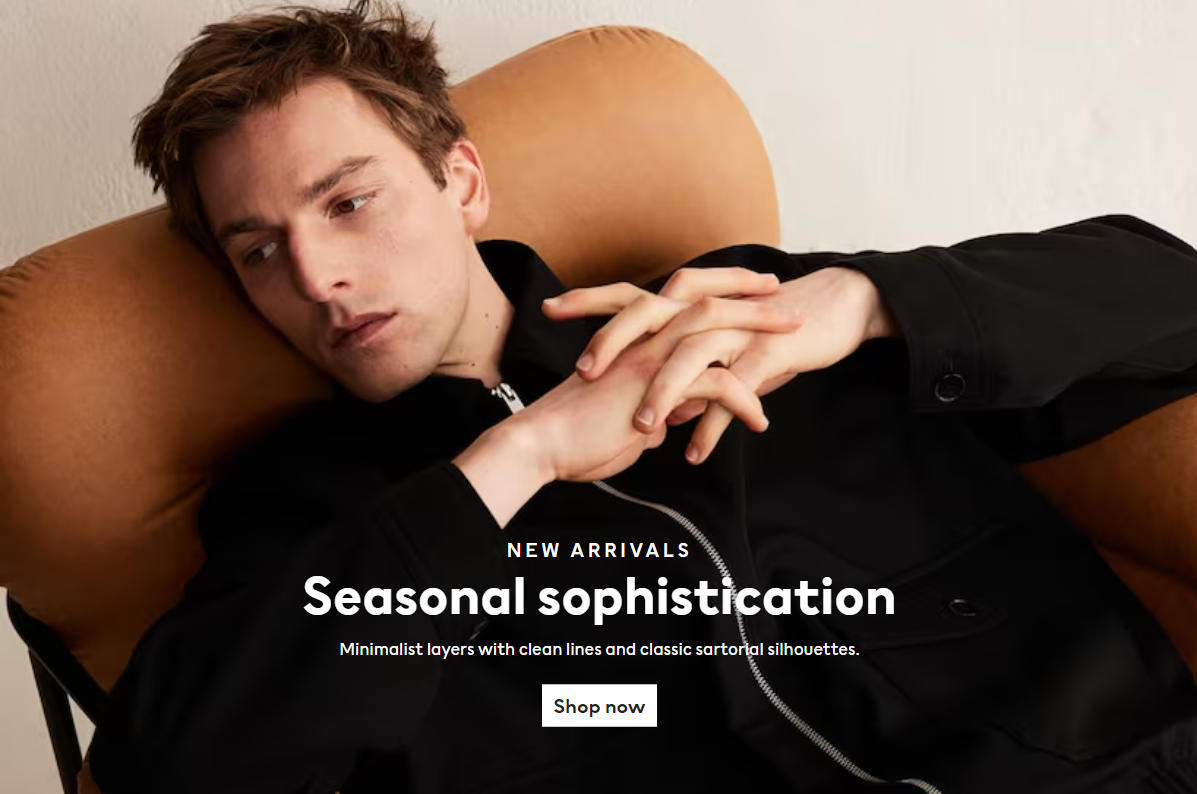 NEW ARRIVALS
Seasonal sophistication
Minimalist layers with clean lines and classic sartorial silhouettes.
Shop now